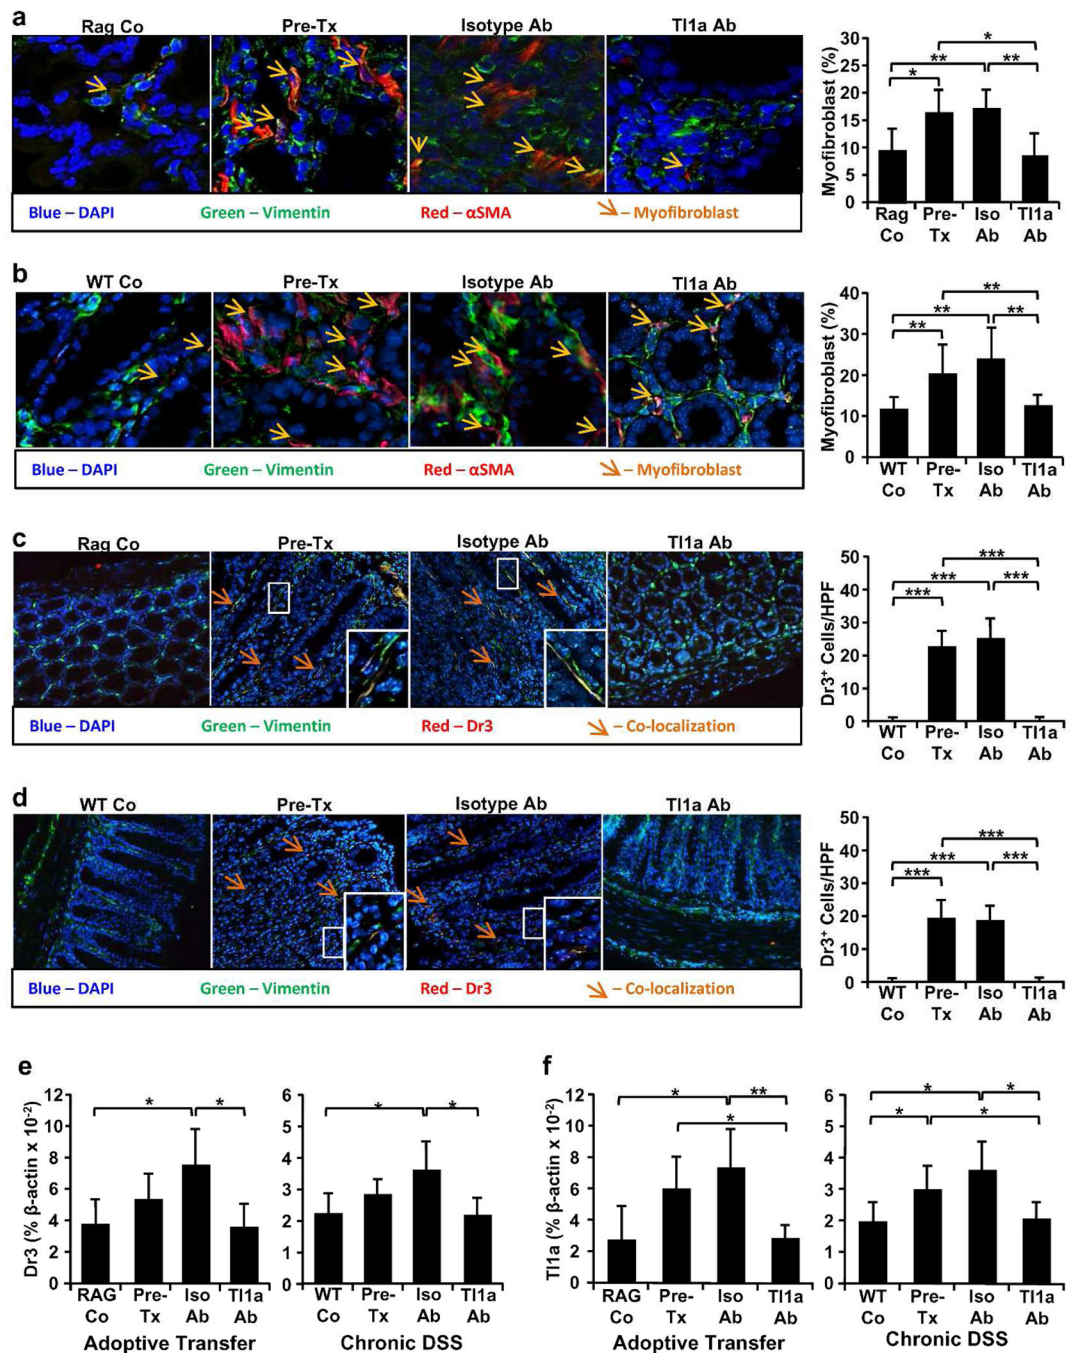 a
Rag Co Pre-Tx Isotype Ab Tl1a Ab
Blue – DAPI Green – Vimentin Red – αSMA – Myofibroblast
Myofibroblast (%)
30
25
20
15
10
5
0
* ** ** *
Rag Co Pre-Tx Iso Ab Tl1a Ab
b
WT Co Pre-Tx Isotype Ab Tl1a Ab
Blue – DAPI Green – Vimentin Red – αSMA – Myofibroblast
Myofibroblast (%)
40
30
20
10
0
** ** ** **
WT Co Pre-Tx Iso Ab Tl1a Ab
c
Rag Co Pre-Tx Isotype Ab Tl1a Ab
Blue – DAPI Green – Vimentin Red – Dr3 – Co-localization
Dr3⁺ Cells/HPF
50
40
30
20
10
0
*** *** *** ***
WT Co Pre-Tx Iso Ab Tl1a Ab
d
WT Co Pre-Tx Isotype Ab Tl1a Ab
Blue – DAPI Green – Vimentin Red – Dr3 – Co-localization
Dr3⁺ Cells/HPF
50
40
30
20
10
0
*** *** *** ***
WT Co Pre-Tx Iso Ab Tl1a Ab
e
Dr3 (% β-actin x 10⁻²)
12
10
8
6
4
2
0
* *
RAG Co Pre-Tx Iso Ab Tl1a Ab
Adoptive Transfer
6
5
4
3
2
1
0
* *
WT Co Pre-Tx Iso Ab Tl1a Ab
Chronic DSS
f
Tl1a (% β-actin x 10⁻²)
12
10
8
6
4
2
0
* ** *
RAG Co Pre-Tx Iso Ab Tl1a Ab
Adoptive Transfer
6
5
4
3
2
1
0
* * * *
WT Co Pre-Tx Iso Ab Tl1a Ab
Chronic DSS